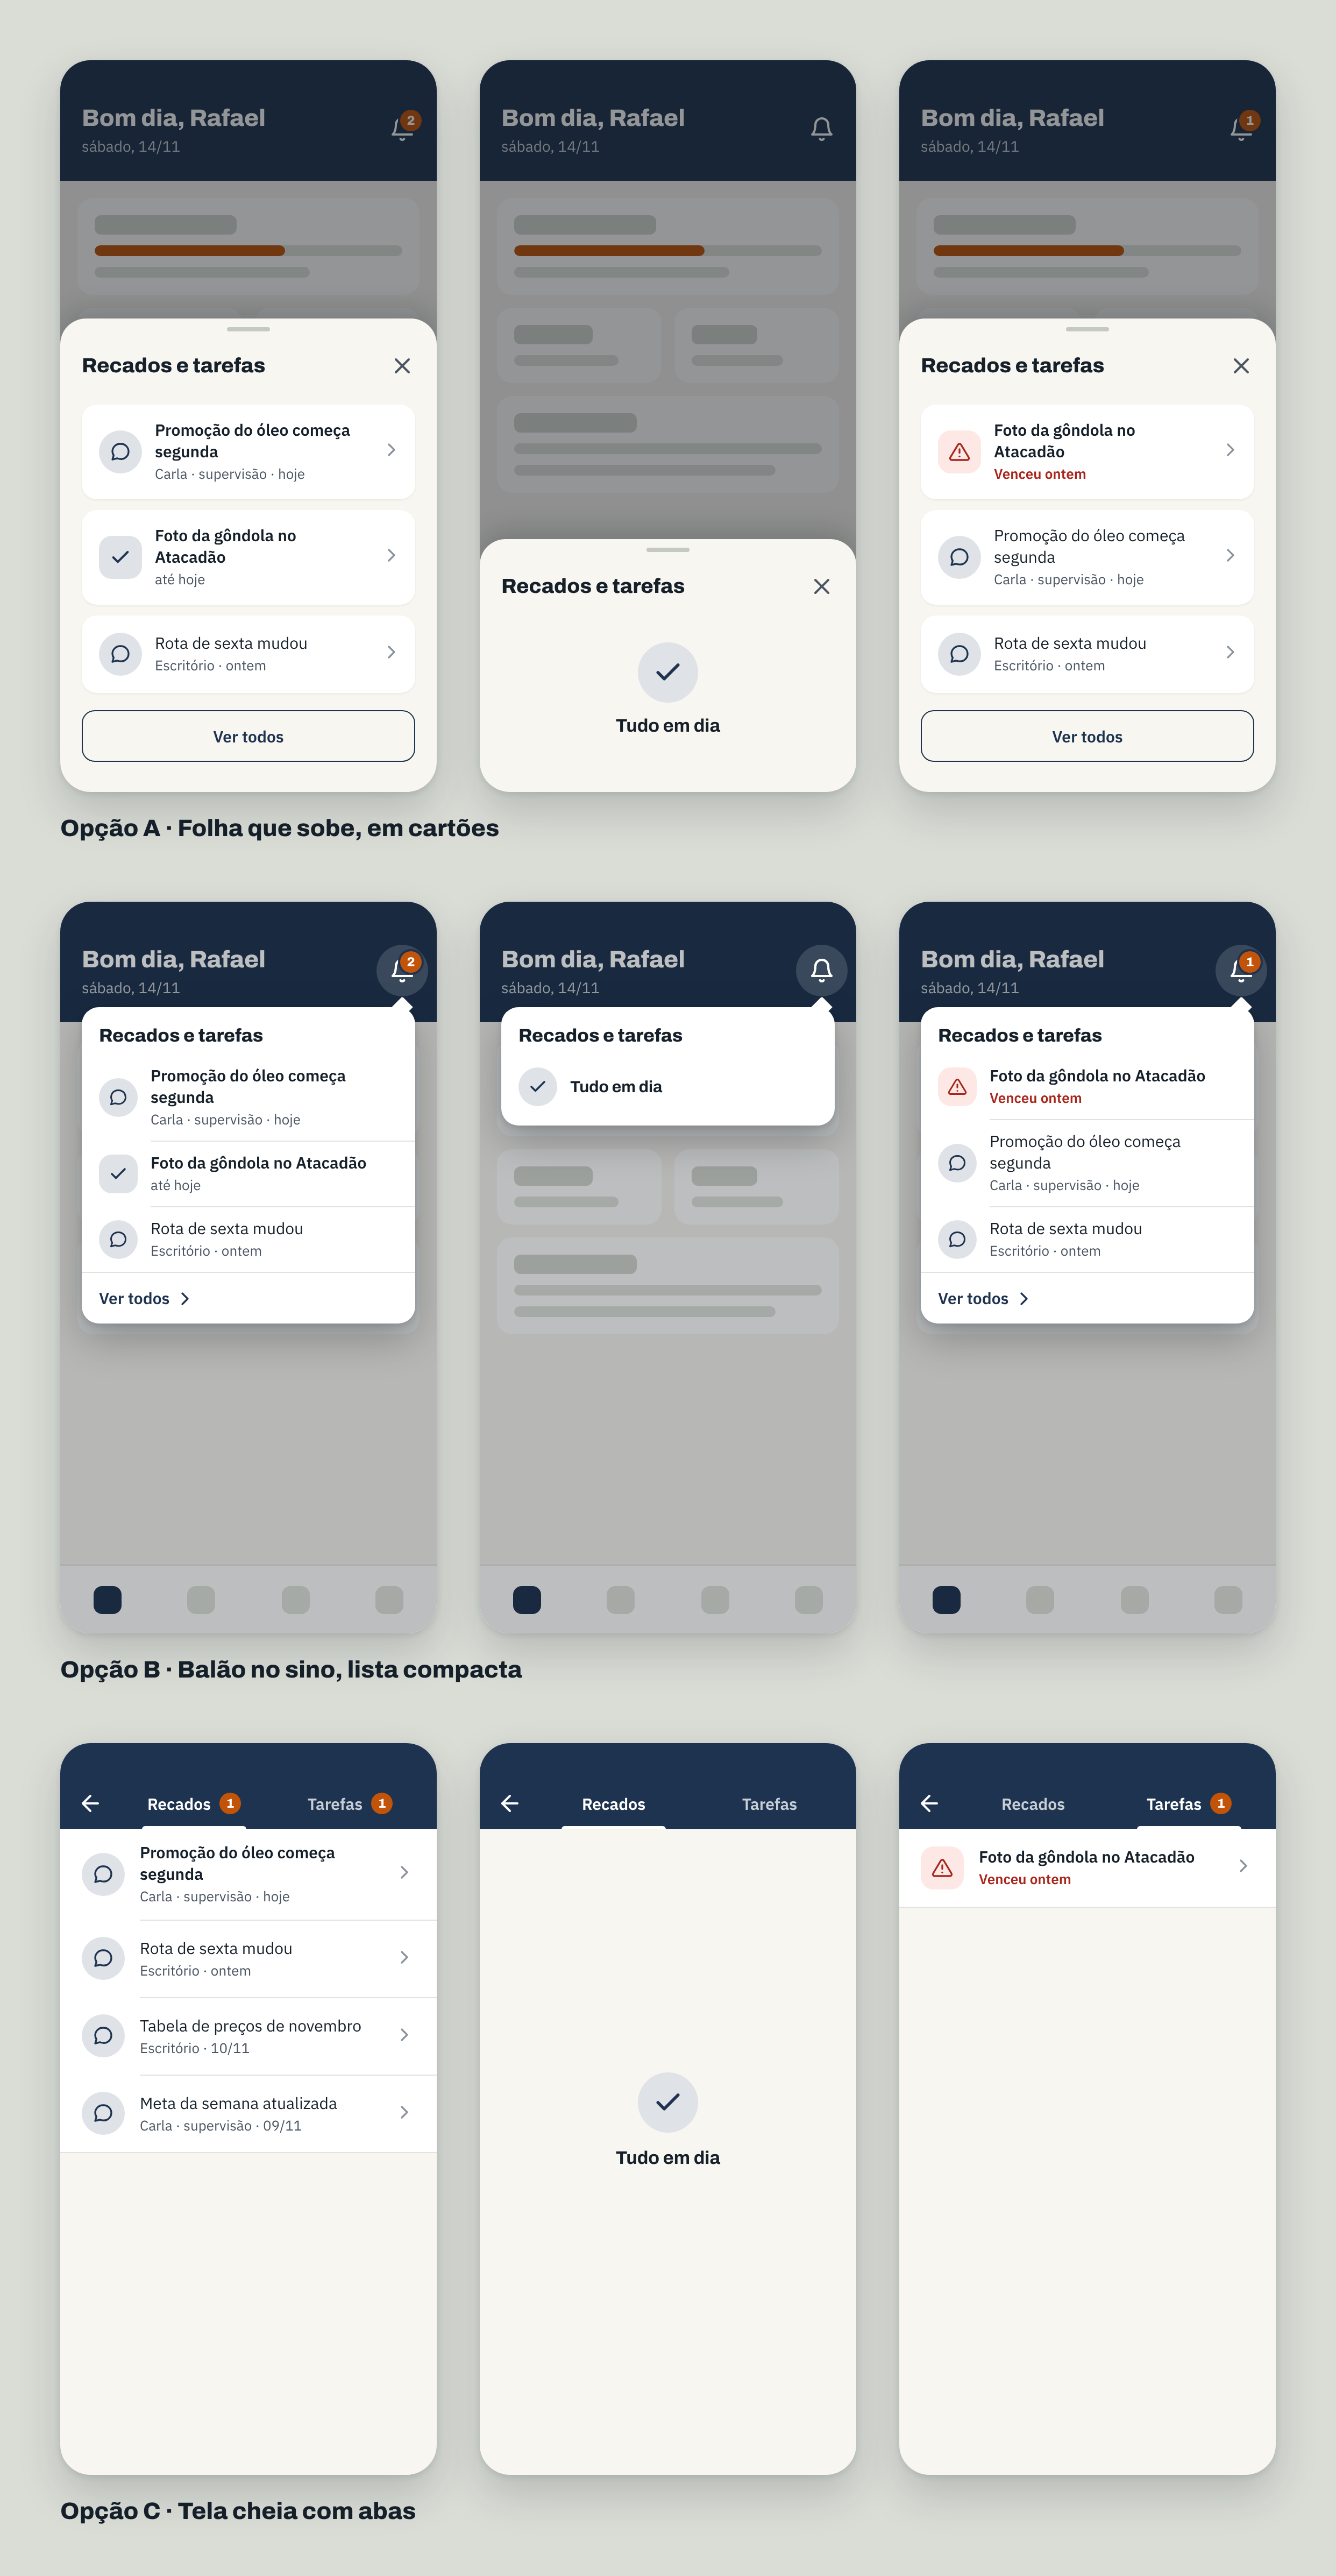 Bom dia, Rafael
sábado, 14/11
2
Recados e tarefas
Promoção do óleo começa
segunda
Carla · supervisão · hoje
Foto da gôndola no
Atacadão
até hoje
Rota de sexta mudou
Escritório · ontem
Ver todos
Bom dia, Rafael
sábado, 14/11
Recados e tarefas
Tudo em dia
Bom dia, Rafael
sábado, 14/11
1
Recados e tarefas
Foto da gôndola no
Atacadão
Venceu ontem
Promoção do óleo começa
segunda
Carla · supervisão · hoje
Rota de sexta mudou
Escritório · ontem
Ver todos
Opção A · Folha que sobe, em cartões
Bom dia, Rafael
sábado, 14/11
2
Recados e tarefas
Promoção do óleo começa
segunda
Carla · supervisão · hoje
Foto da gôndola no Atacadão
até hoje
Rota de sexta mudou
Escritório · ontem
Ver todos
Bom dia, Rafael
sábado, 14/11
Recados e tarefas
Tudo em dia
Bom dia, Rafael
sábado, 14/11
1
Recados e tarefas
Foto da gôndola no Atacadão
Venceu ontem
Promoção do óleo começa
segunda
Carla · supervisão · hoje
Rota de sexta mudou
Escritório · ontem
Ver todos
Opção B · Balão no sino, lista compacta
Recados 1 Tarefas 1
Promoção do óleo começa
segunda
Carla · supervisão · hoje
Rota de sexta mudou
Escritório · ontem
Tabela de preços de novembro
Escritório · 10/11
Meta da semana atualizada
Carla · supervisão · 09/11
Recados Tarefas
Tudo em dia
Recados Tarefas 1
Foto da gôndola no Atacadão
Venceu ontem
Opção C · Tela cheia com abas